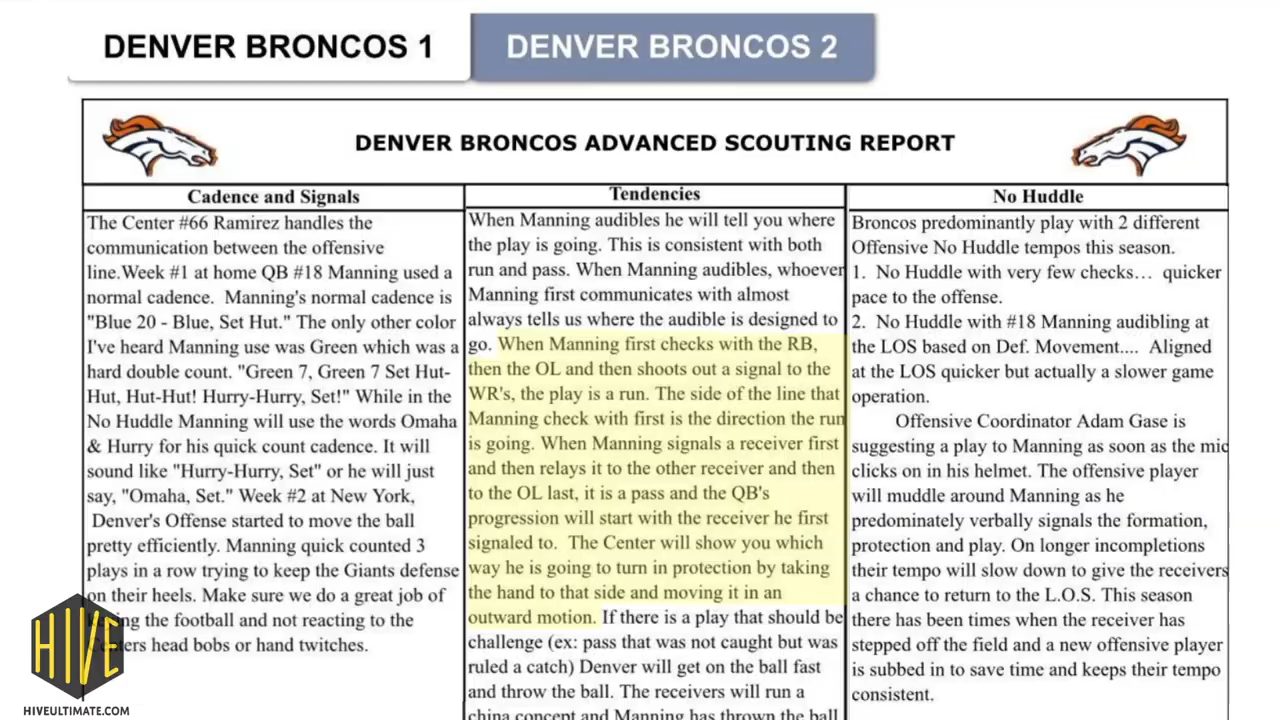 DENVER BRONCOS 1
DENVER BRONCOS 2
DENVER BRONCOS ADVANCED SCOUTING REPORT
Cadence and Signals
The Center #66 Ramirez handles the
communication between the offensive
line.Week #1 at home QB #18 Manning used a
normal cadence. Manning's normal cadence is
"Blue 20 - Blue, Set Hut." The only other color
I've heard Manning use was Green which was a
hard double count. "Green 7, Green 7 Set Hut-
Hut, Hut-Hut! Hurry-Hurry, Set!" While in the
No Huddle Manning will use the words Omaha
& Hurry for his quick count cadence. It will
sound like "Hurry-Hurry, Set" or he will just
say, "Omaha, Set." Week #2 at New York,
Denver's Offense started to move the ball
pretty efficiently. Manning quick counted 3
plays in a row trying to keep the Giants defense
on their heels. Make sure we do a great job of
the football and not reacting to the
head bobs or hand twitches.
Tendencies
When Manning audibles he will tell you where
the play is going. This is consistent with both
run and pass. When Manning audibles, whoever
Manning first communicates with almost
always tells us where the audible is designed to
go. When Manning first checks with the RB,
then the OL and then shoots out a signal to the
WR's, the play is a run. The side of the line that
Manning check with first is the direction the run
is going. When Manning signals a receiver first
and then relays it to the other receiver and then
to the OL last, it is a pass and the QB's
progression will start with the receiver he first
signaled to. The Center will show you which
way he is going to turn in protection by taking
the hand to that side and moving it in an
outward motion. If there is a play that should be
challenge (ex: pass that was not caught but was
ruled a catch) Denver will get on the ball fast
and throw the ball. The receivers will run a
china concept and Manning has thrown the ball
No Huddle
Broncos predominantly play with 2 different
Offensive No Huddle tempos this season.
1. No Huddle with very few checks... quicker
pace to the offense.
2. No Huddle with #18 Manning audibling at
the LOS based on Def. Movement.... Aligned
at the LOS quicker but actually a slower game
operation.
Offensive Coordinator Adam Gase is
suggesting a play to Manning as soon as the mic
clicks on in his helmet. The offensive player
will muddle around Manning as he
predominately verbally signals the formation,
protection and play. On longer incompletions
their tempo will slow down to give the receivers
a chance to return to the L.O.S. This season
there has been times when the receiver has
stepped off the field and a new offensive player
is subbed in to save time and keeps their tempo
consistent.
HIVE
HIVEULTIMATE.COM